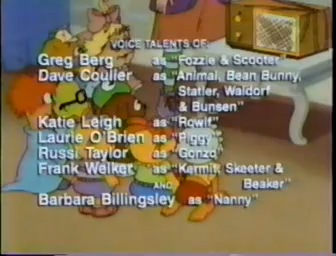 VOICE TALENTS OF:
Greg Berg as "Fozzie & Scooter"
Dave Coulier as "Animal, Bean Bunny,
Statler, Waldorf
& Bunsen"
Katie Leigh as "Rowlf"
Laurie O'Brien as "Piggy"
Russi Taylor as "Gonzo"
Frank Welker as "Kermit, Skeeter &
Beaker"
AND
Barbara Billingsley as "Nanny"